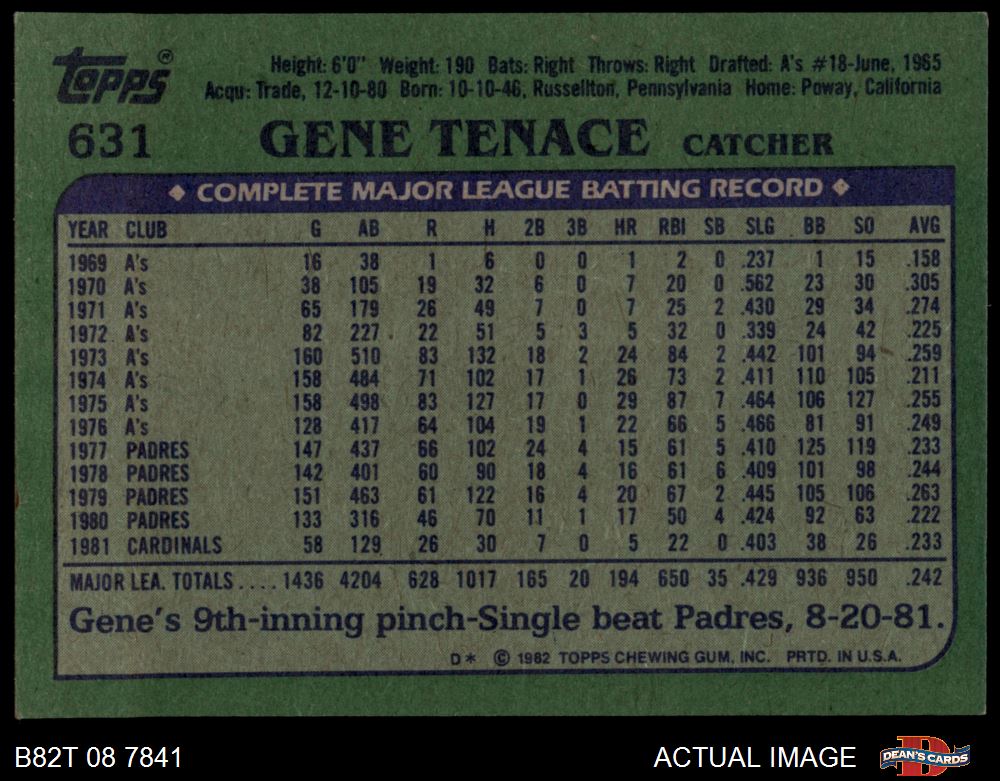 Topps®
Height: 6'0" Weight: 190 Bats: Right Throws: Right Drafted: A's #18-June, 1965
Acqu: Trade, 12-10-80 Born: 10-10-46, Russellton, Pennsylvania Home: Poway, California
631 GENE TENACE CATCHER
◆ COMPLETE MAJOR LEAGUE BATTING RECORD ◆
YEAR CLUB G AB R H 2B 3B HR RBI SB SLG BB SO AVG
1969 A's 16 38 1 6 0 0 1 2 0 .237 1 15 .158
1970 A's 38 105 19 32 6 0 7 20 0 .562 23 30 .305
1971 A's 65 179 26 49 7 0 7 25 2 .430 29 34 .274
1972 A's 82 227 22 51 5 3 5 32 0 .339 24 42 .225
1973 A's 160 510 83 132 18 2 24 84 2 .442 101 94 .259
1974 A's 158 484 71 102 17 1 26 73 2 .411 110 105 .211
1975 A's 158 498 83 127 17 0 29 87 7 .464 106 127 .255
1976 A's 128 417 64 104 19 1 22 66 5 .466 81 91 .249
1977 PADRES 147 437 66 102 24 4 15 61 5 .410 125 119 .233
1978 PADRES 142 401 60 90 18 4 16 61 6 .409 101 98 .244
1979 PADRES 151 463 61 122 16 4 20 67 2 .445 105 106 .263
1980 PADRES 133 316 46 70 11 1 17 50 4 .424 92 63 .222
1981 CARDINALS 58 129 26 30 7 0 5 22 0 .403 38 26 .233
MAJOR LEA. TOTALS.... 1436 4204 628 1017 165 20 194 650 35 .429 936 950 .242
Gene's 9th-inning pinch-Single beat Padres, 8-20-81.
D* © 1982 TOPPS CHEWING GUM, INC. PRTD. IN U.S.A.
B82T 08 7841 ACTUAL IMAGE DEAN'S CARDS